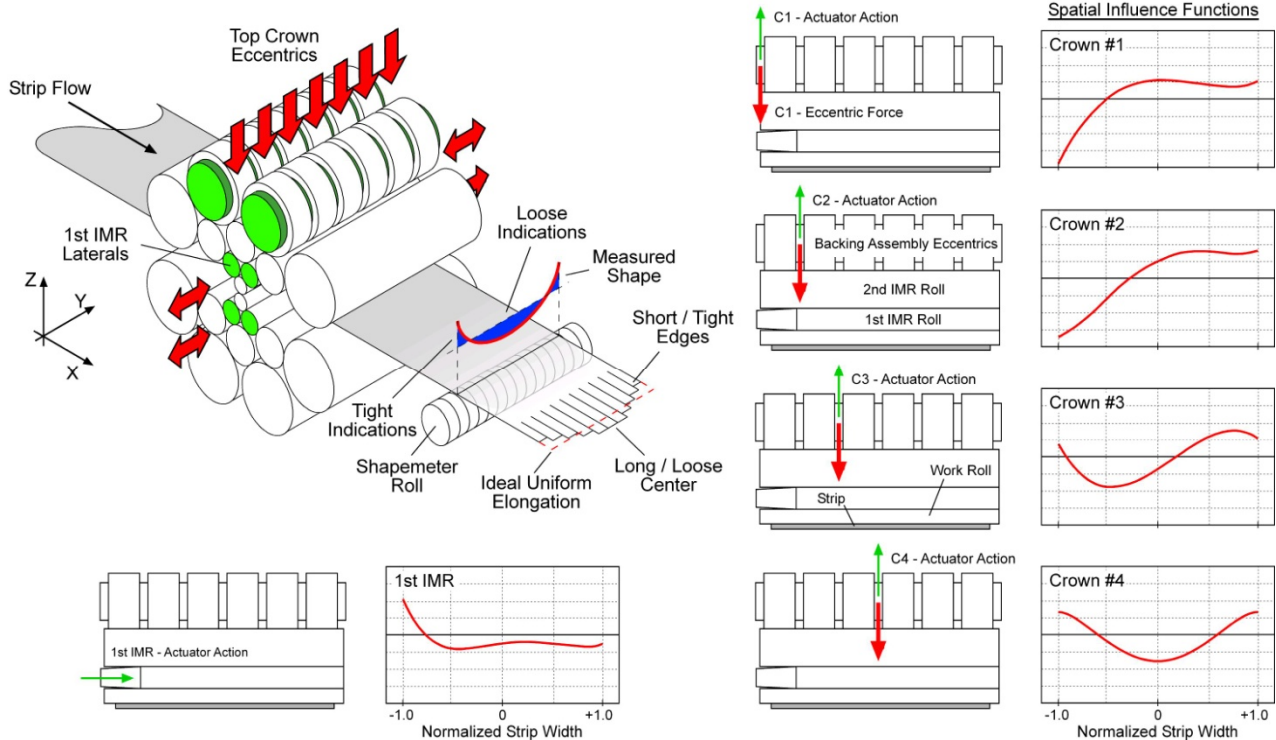 Top Crown
Eccentrics
Strip Flow
1st IMR
Laterals
Z
Y
X
Loose
Indications
Measured
Shape
Short / Tight
Edges
Tight
Indications
Shapemeter
Roll
Ideal Uniform
Elongation
Long / Loose
Center
1st IMR - Actuator Action
1st IMR
-1.0 0 +1.0
Normalized Strip Width
C1 - Actuator Action
C1 - Eccentric Force
C2 - Actuator Action
Backing Assembly Eccentrics
2nd IMR Roll
1st IMR Roll
C3 - Actuator Action
Work Roll
Strip
C4 - Actuator Action
Spatial Influence Functions
Crown #1
Crown #2
Crown #3
Crown #4
-1.0 0 +1.0
Normalized Strip Width